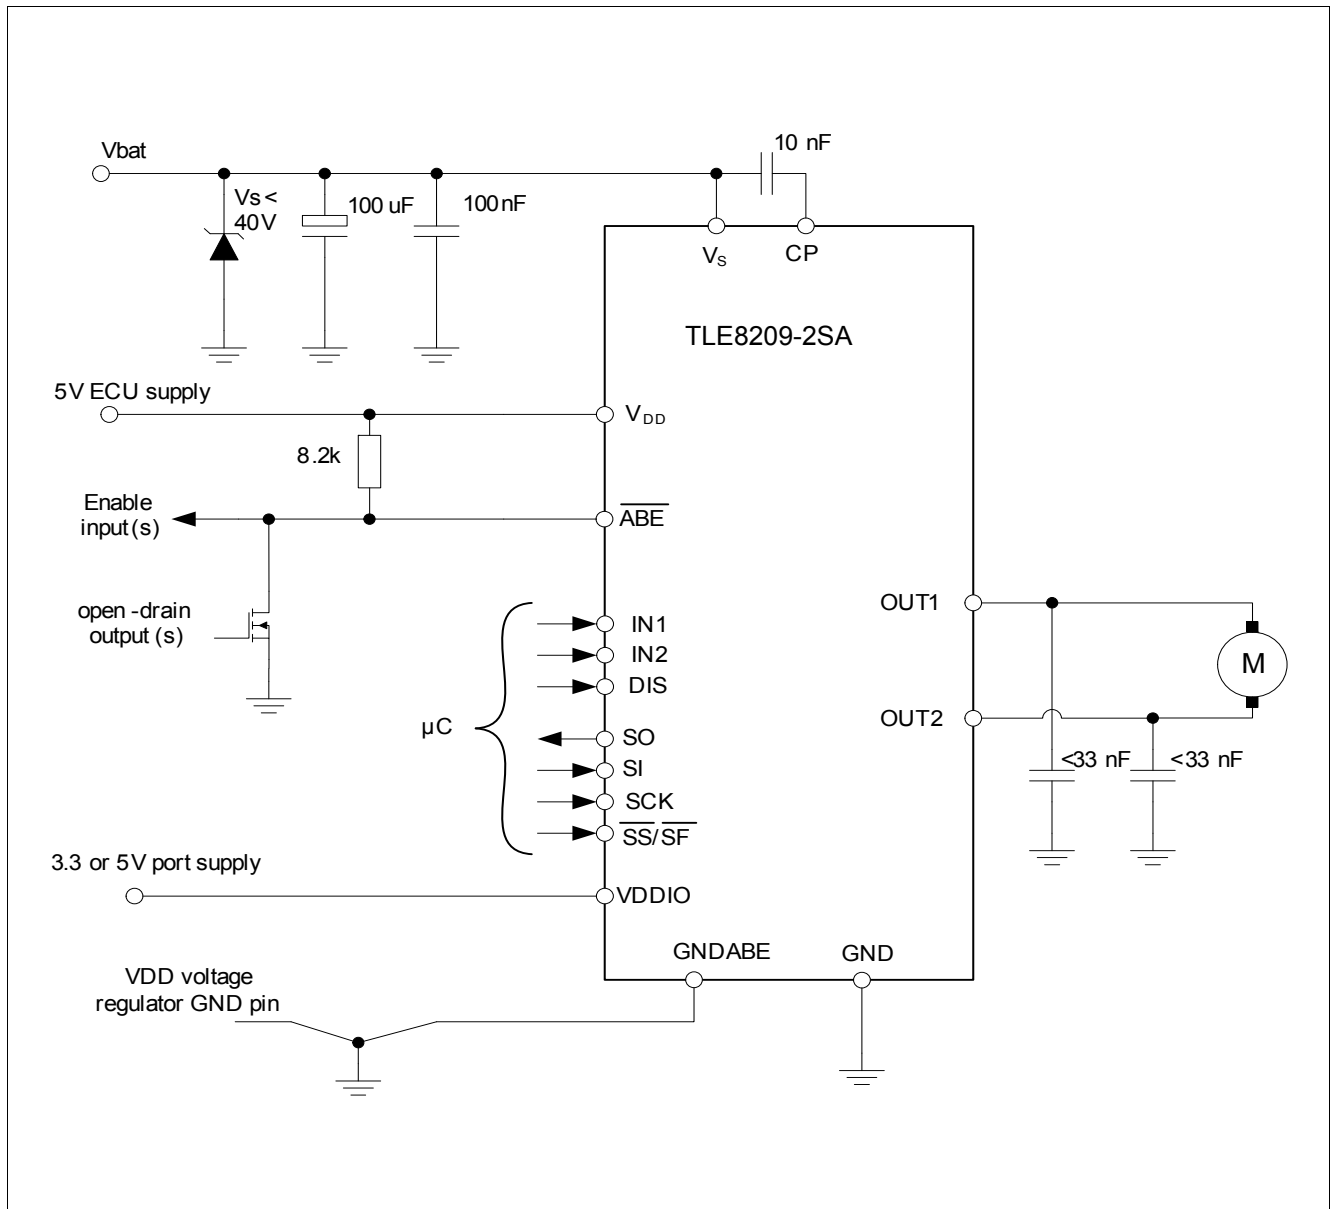 Vbat
10 nF
Vs <
40V
100 uF
100nF
VS
CP
TLE8209-2SA
5V ECU supply
VDD
8.2k
Enable
input(s)
ABE
open-drain
output (s)
IN1
IN2
DIS
µC
SO
SI
SCK
SS/SF
OUT1
M
OUT2
<33 nF
<33 nF
3.3 or 5V port supply
VDDIO
GNDABE
GND
VDD voltage
regulator GND pin